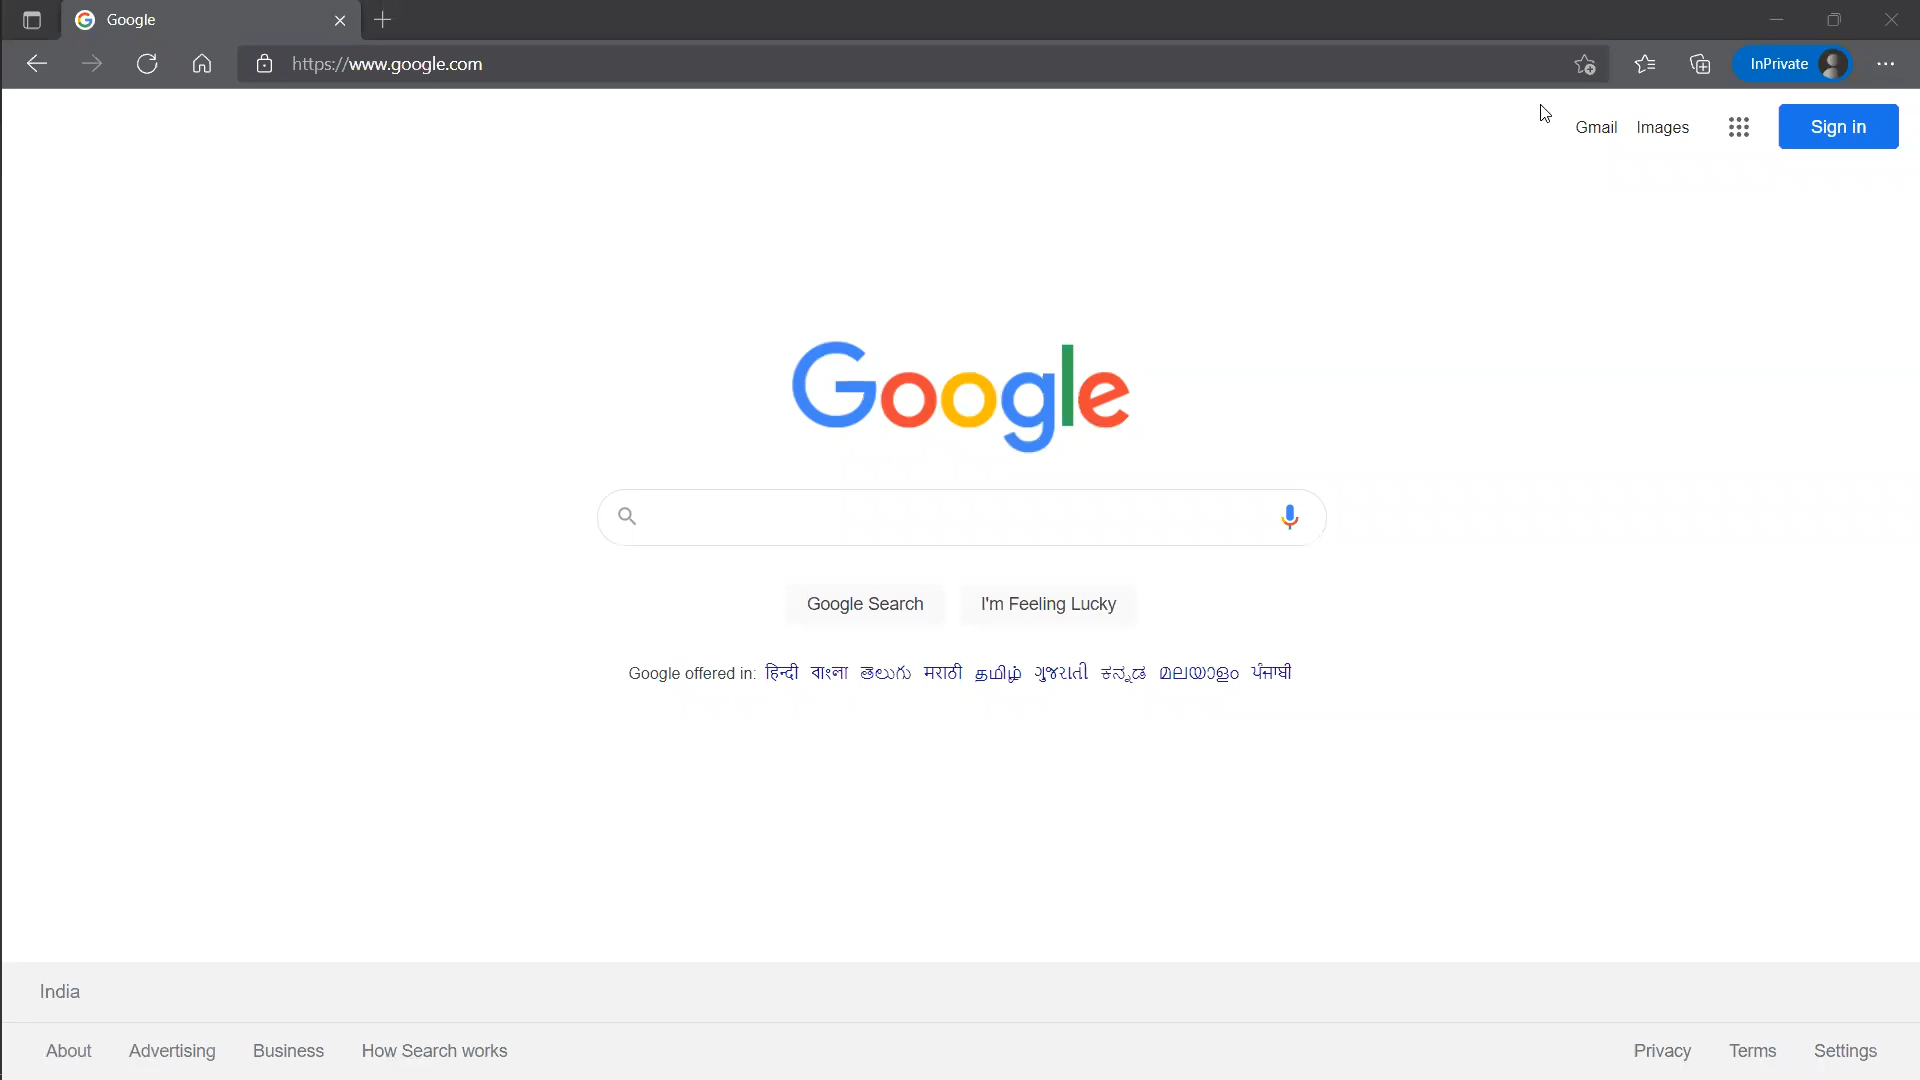 Google
https://www.google.com
InPrivate
Gmail Images
Sign in
Google
Google Search I'm Feeling Lucky
Google offered in: हिन्दी বাংলা తెలుగు मराठी தமிழ் ગુજરાતી ಕನ್ನಡ മലയാളം ਪੰਜਾਬੀ
India
About Advertising Business How Search works Privacy Terms Settings